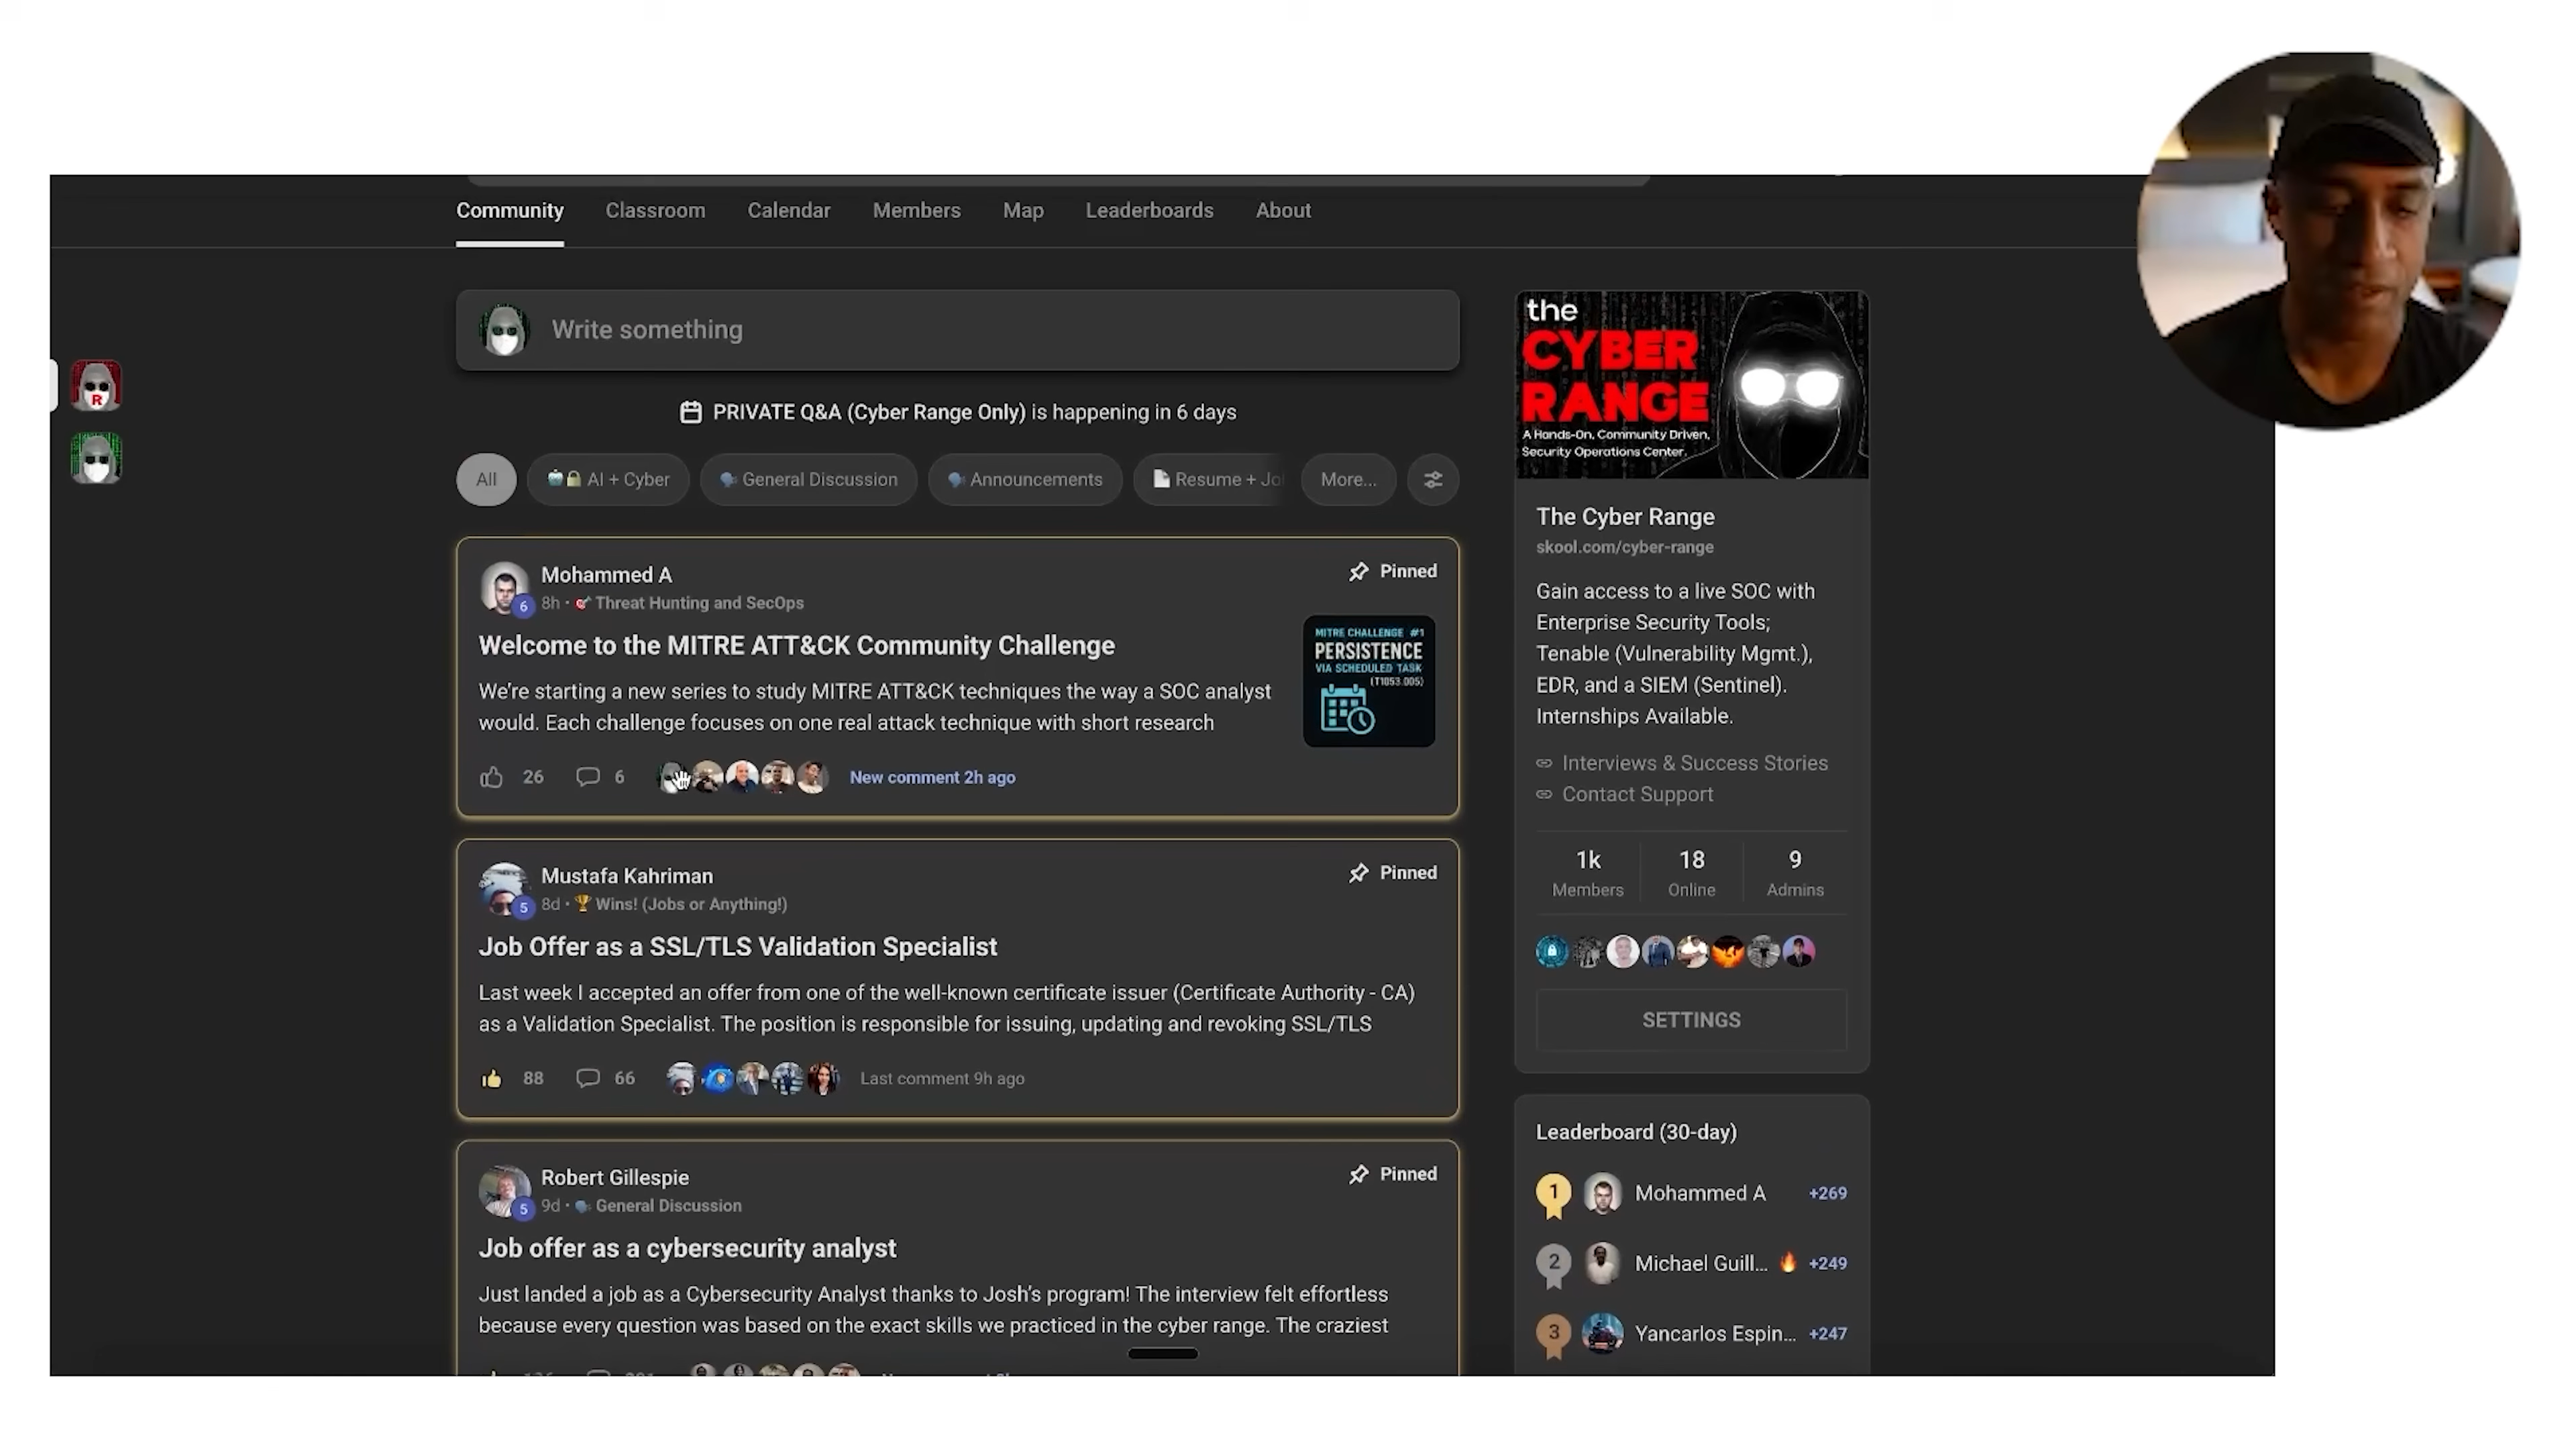 Community Classroom Calendar Members Map Leaderboards About
Write something
PRIVATE Q&A (Cyber Range Only) is happening in 6 days
All AI + Cyber General Discussion Announcements Resume + Jo More...
Mohammed A
Pinned
6
8h · Threat Hunting and SecOps
Welcome to the MITRE ATT&CK Community Challenge
We're starting a new series to study MITRE ATT&CK techniques the way a SOC analyst
would. Each challenge focuses on one real attack technique with short research
MITRE CHALLENGE #1
PERSISTENCE
VIA SCHEDULED TASK
(T1053.005)
26 6 New comment 2h ago
Mustafa Kahriman
Pinned
5
8d · Wins! (Jobs or Anything!)
Job Offer as a SSL/TLS Validation Specialist
Last week I accepted an offer from one of the well-known certificate issuer (Certificate Authority - CA)
as a Validation Specialist. The position is responsible for issuing, updating and revoking SSL/TLS
88 66 Last comment 9h ago
Robert Gillespie
Pinned
5
9d · General Discussion
Job offer as a cybersecurity analyst
Just landed a job as a Cybersecurity Analyst thanks to Josh's program! The interview felt effortless
because every question was based on the exact skills we practiced in the cyber range. The craziest
R
the
CYBER
RANGE
A Hands-On, Community Driven,
Security Operations Center.
The Cyber Range
skool.com/cyber-range
Gain access to a live SOC with
Enterprise Security Tools;
Tenable (Vulnerability Mgmt.),
EDR, and a SIEM (Sentinel).
Internships Available.
Interviews & Success Stories
Contact Support
1k 18 9
Members Online Admins
SETTINGS
Leaderboard (30-day)
1 Mohammed A +269
2 Michael Guill... +249
3 Yancarlos Espin... +247